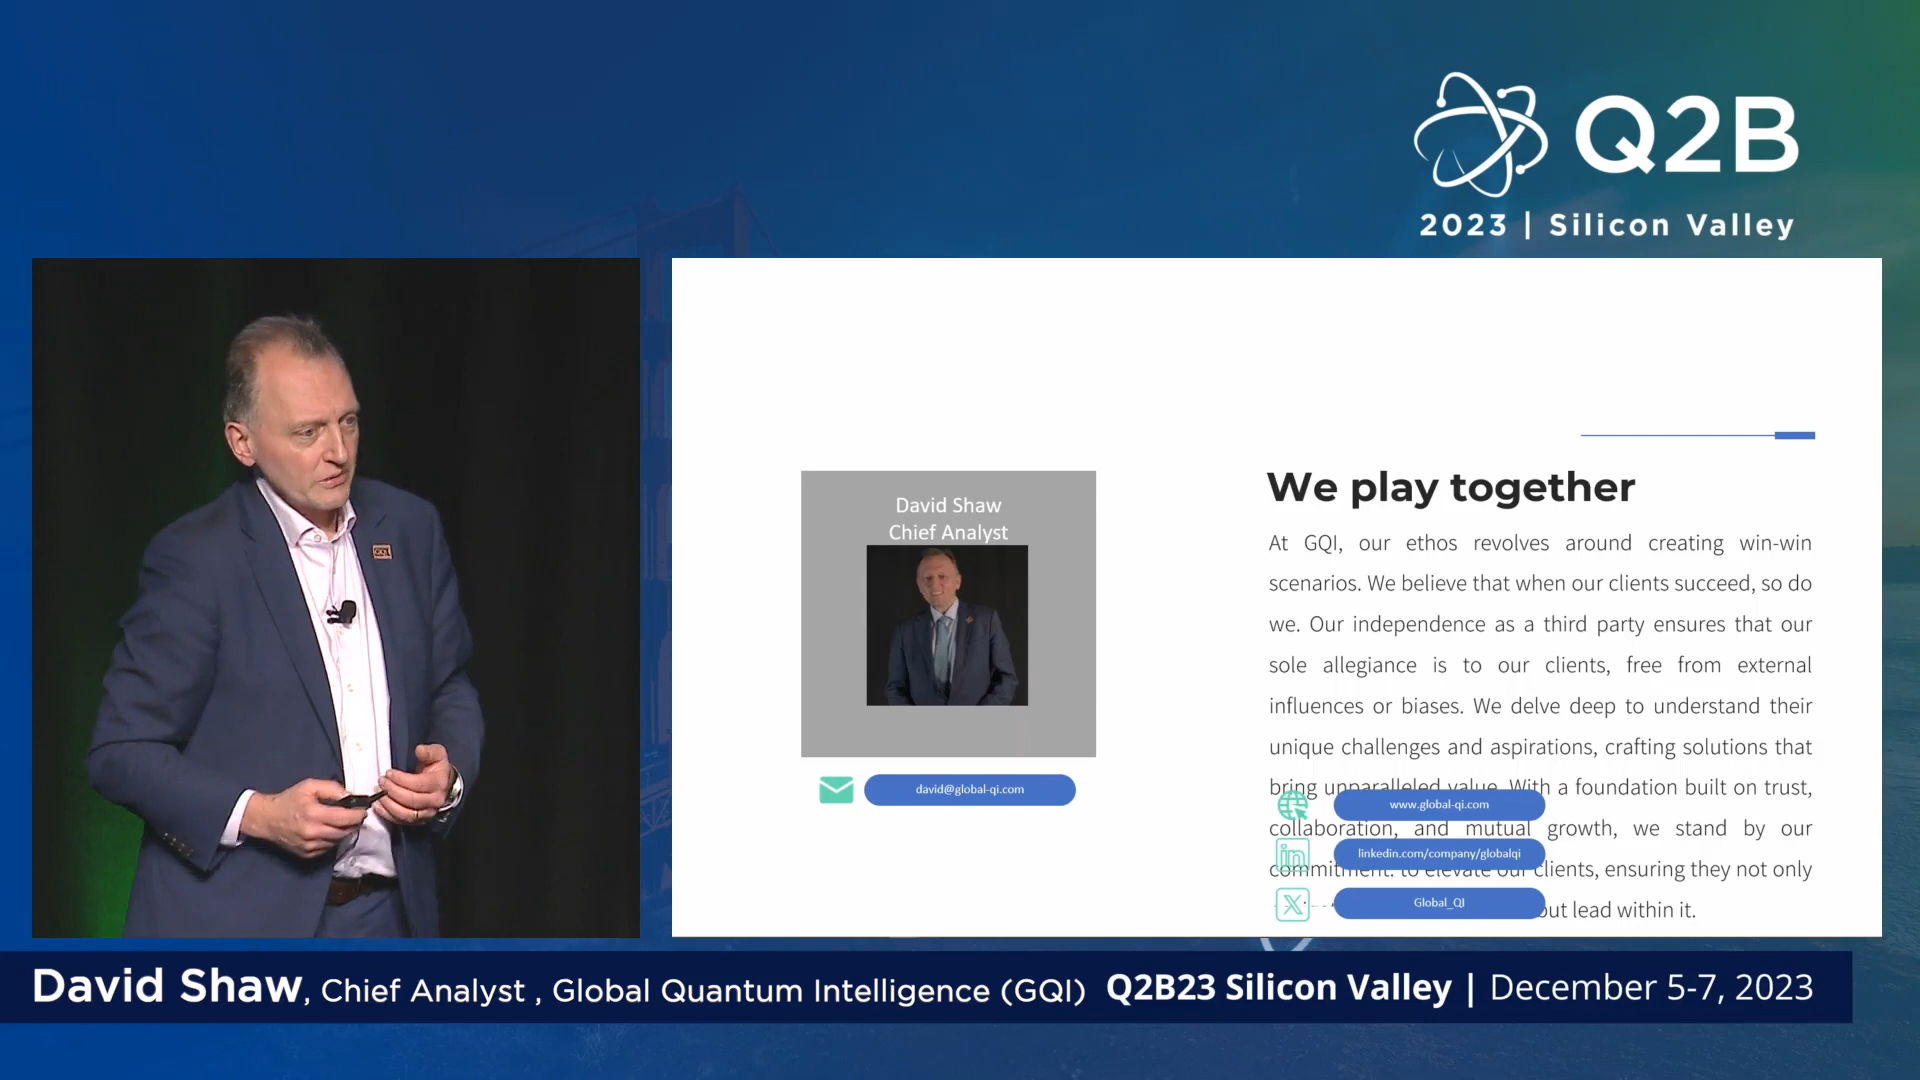 Q2B
2023 | Silicon Valley
GQI
David Shaw
Chief Analyst
david@global-qi.com
We play together
At GQI, our ethos revolves around creating win-win
scenarios. We believe that when our clients succeed, so do
we. Our independence as a third party ensures that our
sole allegiance is to our clients, free from external
influences or biases. We delve deep to understand their
unique challenges and aspirations, crafting solutions that
bring unparalleled value. With a foundation built on trust,
www.global-qi.com
collaboration, and mutual growth, we stand by our
linkedin.com/company/globalqi
commitment: to elevate our clients, ensuring they not only
Global_QI
but lead within it.
David Shaw, Chief Analyst , Global Quantum Intelligence (GQI) Q2B23 Silicon Valley | December 5-7, 2023